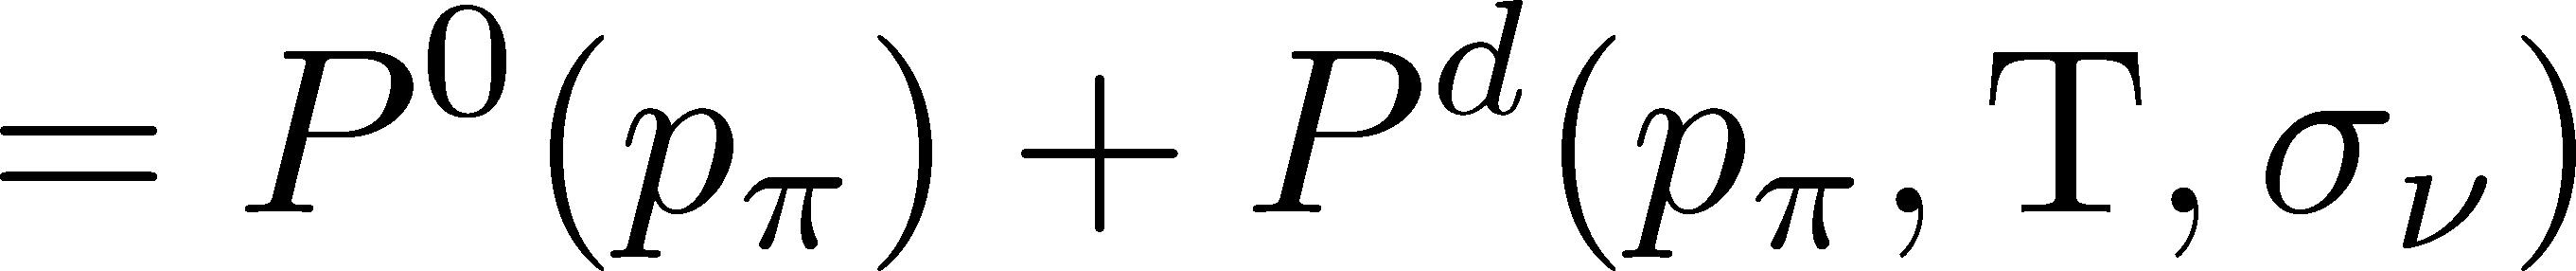 = P^0(p_π) + P^d(p_π, T, σ_ν)